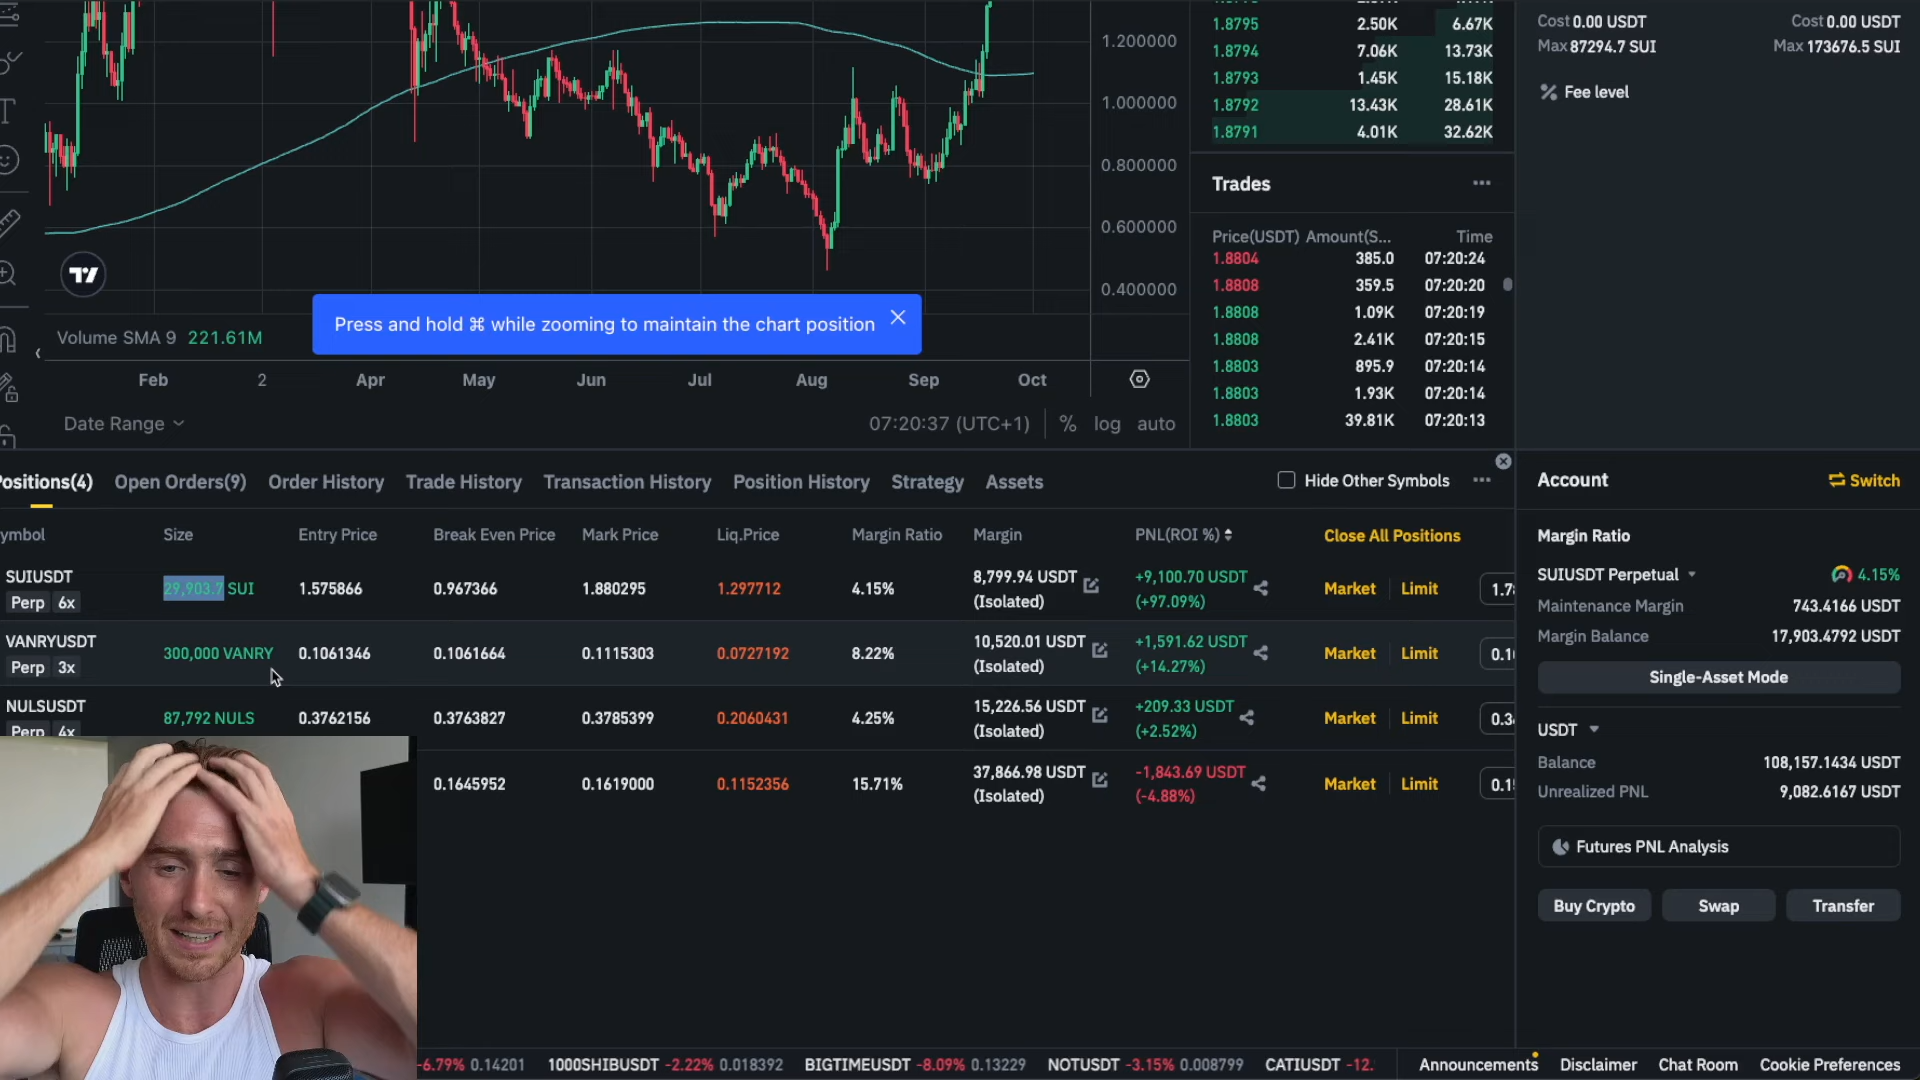 1.8795 2.50K 6.67K
1.8794 7.06K 13.73K
1.8793 1.45K 15.18K
1.8792 13.43K 28.61K
1.8791 4.01K 32.62K
Cost 0.00 USDT Cost 0.00 USDT
Max 87294.7 SUI Max 173676.5 SUI
Fee level
1.200000
1.000000
0.800000
0.600000
0.400000
Trades
Price(USDT) Amount(S... Time
1.8804 385.0 07:20:24
1.8808 359.5 07:20:20
1.8808 1.09K 07:20:19
1.8808 2.41K 07:20:15
1.8803 895.9 07:20:14
1.8803 1.93K 07:20:14
1.8803 39.81K 07:20:13
Press and hold ⌘ while zooming to maintain the chart position
Volume SMA 9 221.61M
Feb 2 Apr May Jun Jul Aug Sep Oct
Date Range 07:20:37 (UTC+1) % log auto
ositions(4) Open Orders(9) Order History Trade History Transaction History Position History Strategy Assets Hide Other Symbols
ymbol Size Entry Price Break Even Price Mark Price Liq.Price Margin Ratio Margin PNL(ROI %) Close All Positions
SUIUSDT Perp 6x 29,903.7 SUI 1.575866 0.967366 1.880295 1.297712 4.15% 8,799.94 USDT (Isolated) +9,100.70 USDT (+97.09%) Market Limit
VANRYUSDT Perp 3x 300,000 VANRY 0.1061346 0.1061664 0.1115303 0.0727192 8.22% 10,520.01 USDT (Isolated) +1,591.62 USDT (+14.27%) Market Limit
NULSUSDT Perp 4x 87,792 NULS 0.3762156 0.3763827 0.3785399 0.2060431 4.25% 15,226.56 USDT (Isolated) +209.33 USDT (+2.52%) Market Limit
0.1645952 0.1619000 0.1152356 15.71% 37,866.98 USDT (Isolated) -1,843.69 USDT (-4.88%) Market Limit
Account Switch
Margin Ratio
SUIUSDT Perpetual 4.15%
Maintenance Margin 743.4166 USDT
Margin Balance 17,903.4792 USDT
Single-Asset Mode
USDT
Balance 108,157.1434 USDT
Unrealized PNL 9,082.6167 USDT
Futures PNL Analysis
Buy Crypto Swap Transfer
-6.79% 0.14201 1000SHIBUSDT -2.22% 0.018392 BIGTIMEUSDT -8.09% 0.13229 NOTUSDT -3.15% 0.008799 CATIUSDT -12. Announcements Disclaimer Chat Room Cookie Preferences